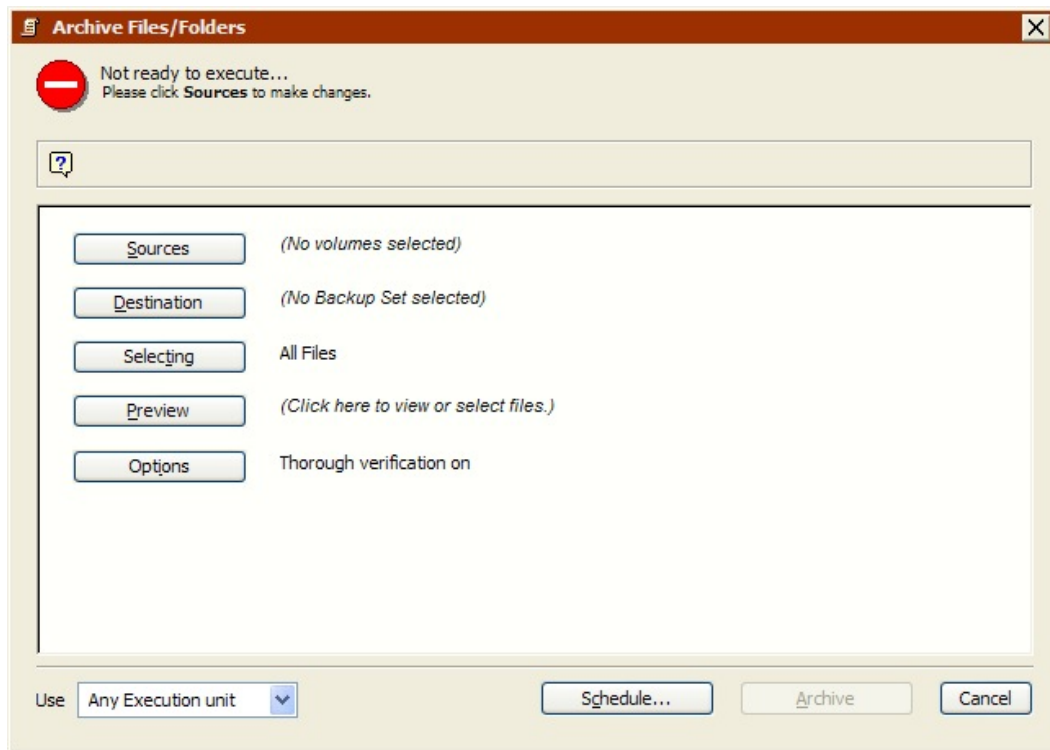 Archive Files/Folders
Not ready to execute...
Please click Sources to make changes.
Sources (No volumes selected)
Destination (No Backup Set selected)
Selecting All Files
Preview (Click here to view or select files.)
Options Thorough verification on
Use Any Execution unit Schedule... Archive Cancel